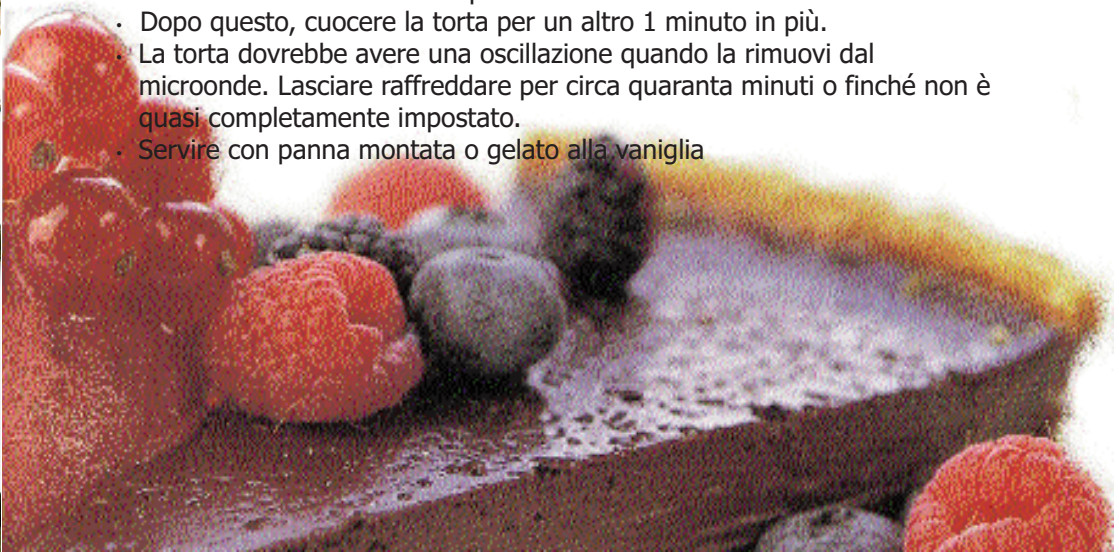 · Dopo questo, cuocere la torta per un altro 1 minuto in più.
· La torta dovrebbe avere una oscillazione quando la rimuovi dal
microonde. Lasciare raffreddare per circa quaranta minuti o finché non è
quasi completamente impostato.
· Servire con panna montata o gelato alla vaniglia